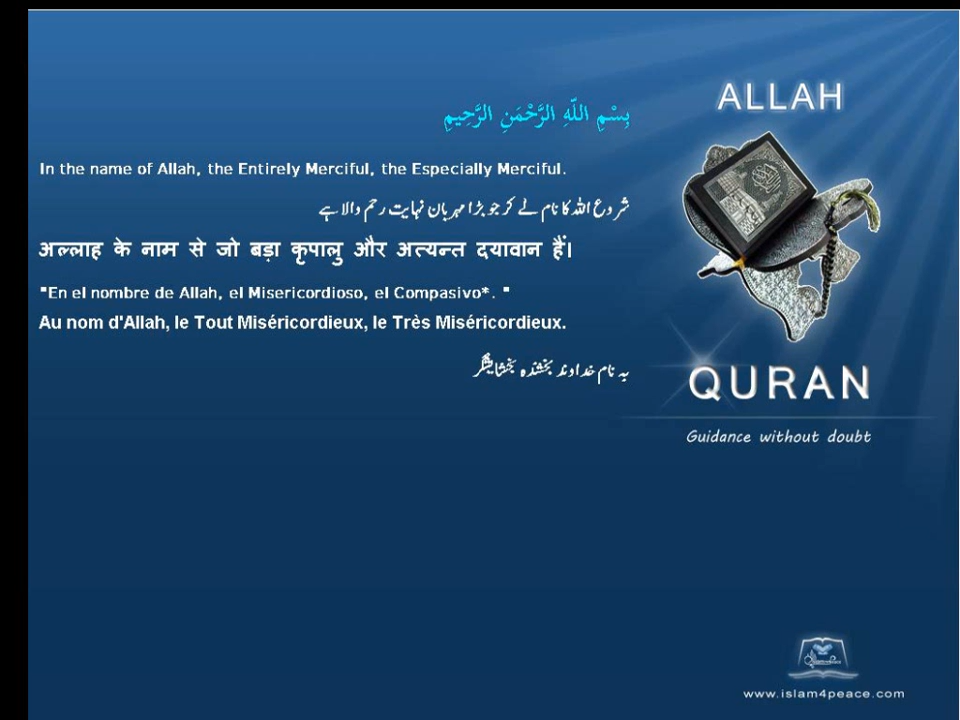 بِسْمِ اللَّهِ الرَّحْمَنِ الرَّحِيمِ
In the name of Allah, the Entirely Merciful, the Especially Merciful.
شروع اللہ کا نام لے کر جو بڑا مہربان نہایت رحم والا ہے
अल्लाह के नाम से जो बड़ा कृपालु और अत्यन्त दयावान हैं।
"En el nombre de Allah, el Misericordioso, el Compasivo*. "
Au nom d'Allah, le Tout Miséricordieux, le Très Miséricordieux.
به نام خداوند بخشنده بخشایشگر
ALLAH
QURAN
Guidance without doubt
www.islam4peace.com